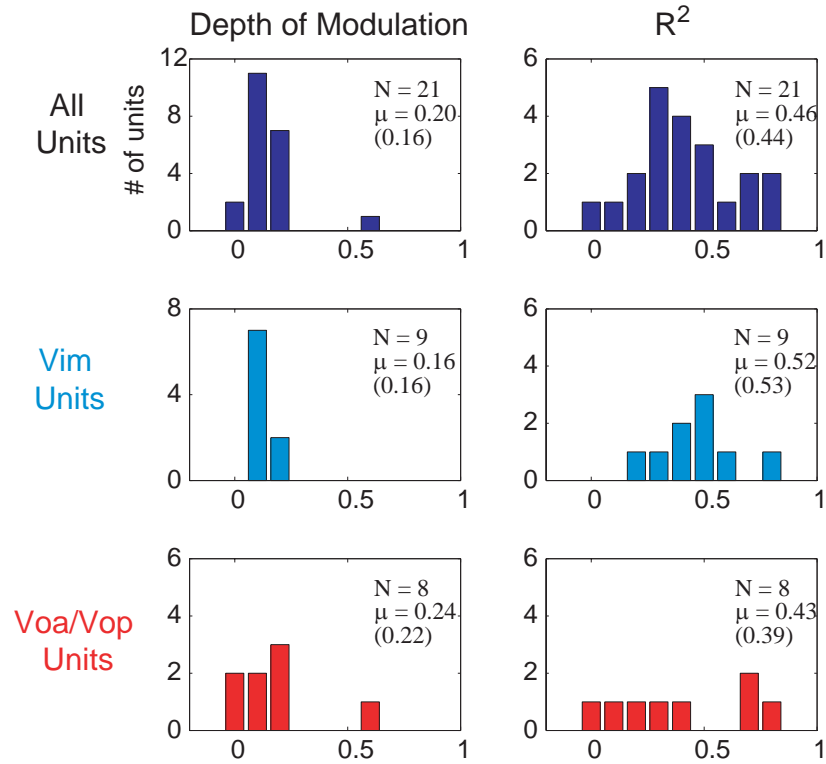 Depth of Modulation
R²
All
Units
# of units
12
8
4
0
0
0.5
1
N = 21
μ = 0.20
(0.16)
6
4
2
0
0
0.5
1
N = 21
μ = 0.46
(0.44)
Vim
Units
8
4
0
0
0.5
1
N = 9
μ = 0.16
(0.16)
6
4
2
0
0
0.5
1
N = 9
μ = 0.52
(0.53)
Voa/Vop
Units
6
4
2
0
0
0.5
1
N = 8
μ = 0.24
(0.22)
6
4
2
0
0
0.5
1
N = 8
μ = 0.43
(0.39)